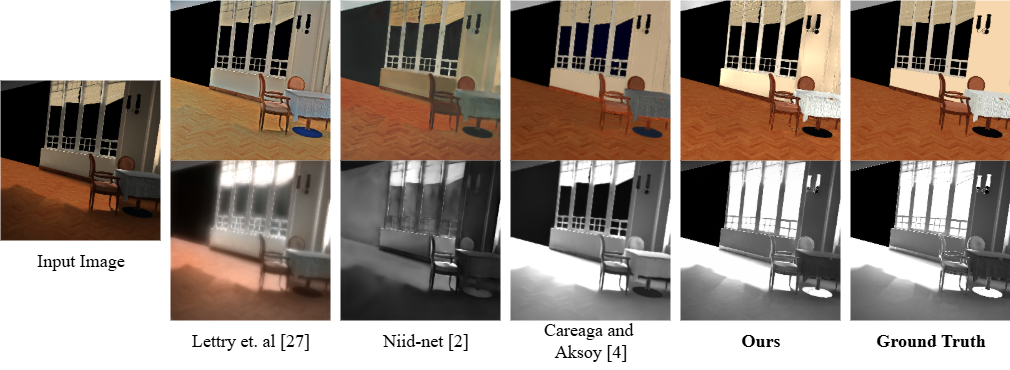 Input Image
Lettry et. al [27]
Niid-net [2]
Careaga and
Aksoy [4]
Ours
Ground Truth